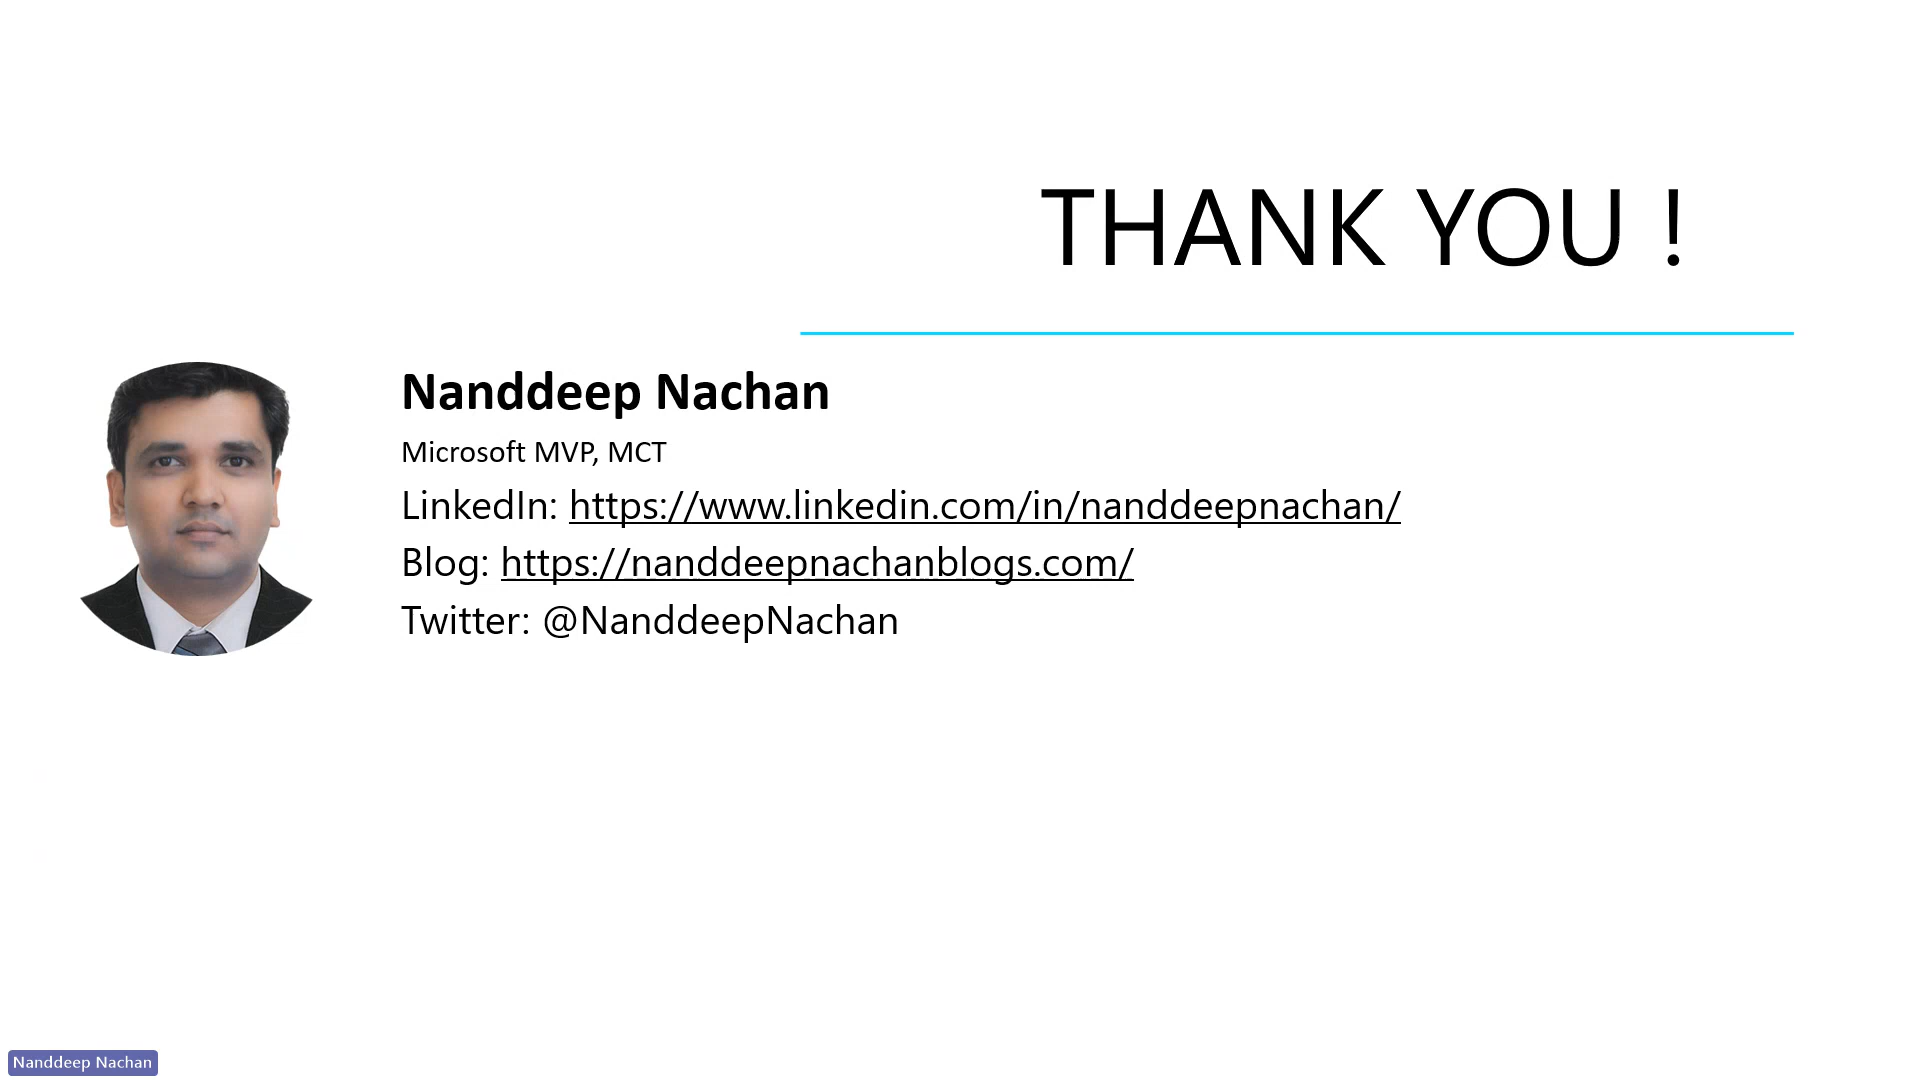 THANK YOU !
Nanddeep Nachan
Microsoft MVP, MCT
LinkedIn: https://www.linkedin.com/in/nanddeepnachan/
Blog: https://nanddeepnachanblogs.com/
Twitter: @NanddeepNachan
Nanddeep Nachan